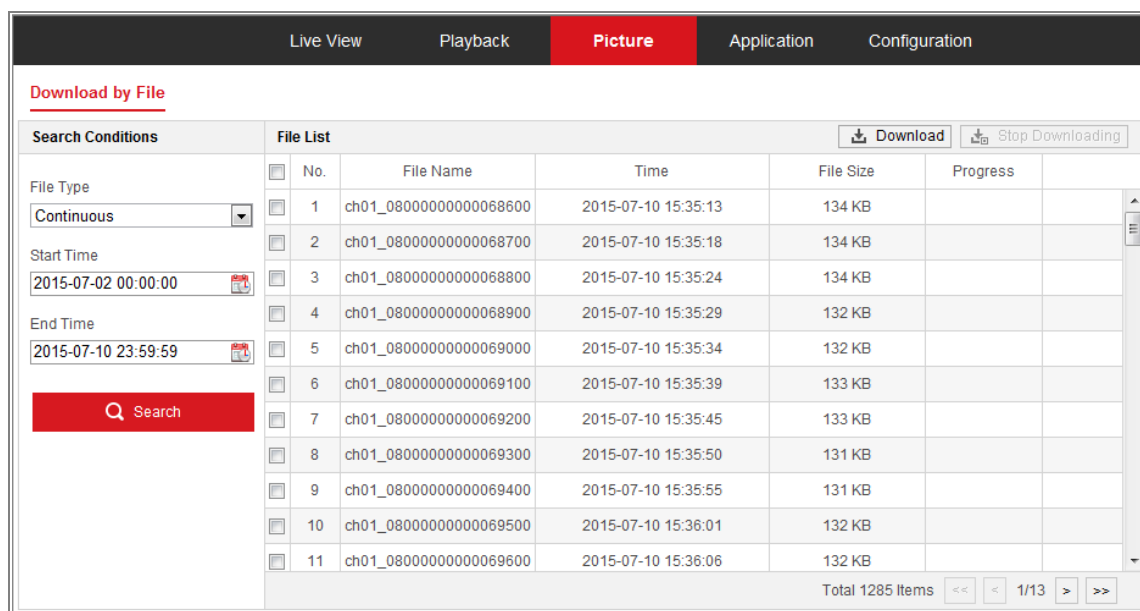 Live View Playback Picture Application Configuration
Download by File
Search Conditions
File Type
Continuous
Start Time
2015-07-02 00:00:00
End Time
2015-07-10 23:59:59
Search
File List Download Stop Downloading
No. File Name Time File Size Progress
1 ch01_08000000000068600 2015-07-10 15:35:13 134 KB
2 ch01_08000000000068700 2015-07-10 15:35:18 134 KB
3 ch01_08000000000068800 2015-07-10 15:35:24 134 KB
4 ch01_08000000000068900 2015-07-10 15:35:29 132 KB
5 ch01_08000000000069000 2015-07-10 15:35:34 132 KB
6 ch01_08000000000069100 2015-07-10 15:35:39 133 KB
7 ch01_08000000000069200 2015-07-10 15:35:45 133 KB
8 ch01_08000000000069300 2015-07-10 15:35:50 131 KB
9 ch01_08000000000069400 2015-07-10 15:35:55 131 KB
10 ch01_08000000000069500 2015-07-10 15:36:01 132 KB
11 ch01_08000000000069600 2015-07-10 15:36:06 132 KB
Total 1285 Items << < 1/13 > >>